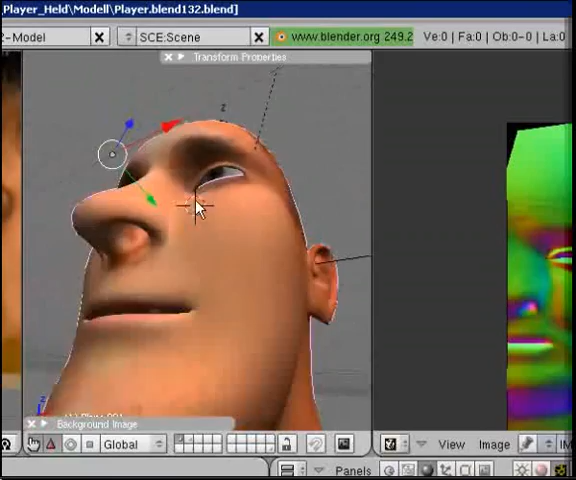 _Player_Held\Modell\Player.blend132.blend]
2-Model
SCE:Scene
www.blender.org 249.2
Ve:0 | Fa:0 | Ob:0-0 | La:0
Transform Properties
z
z
Background Image
Global
View
Image
Panels